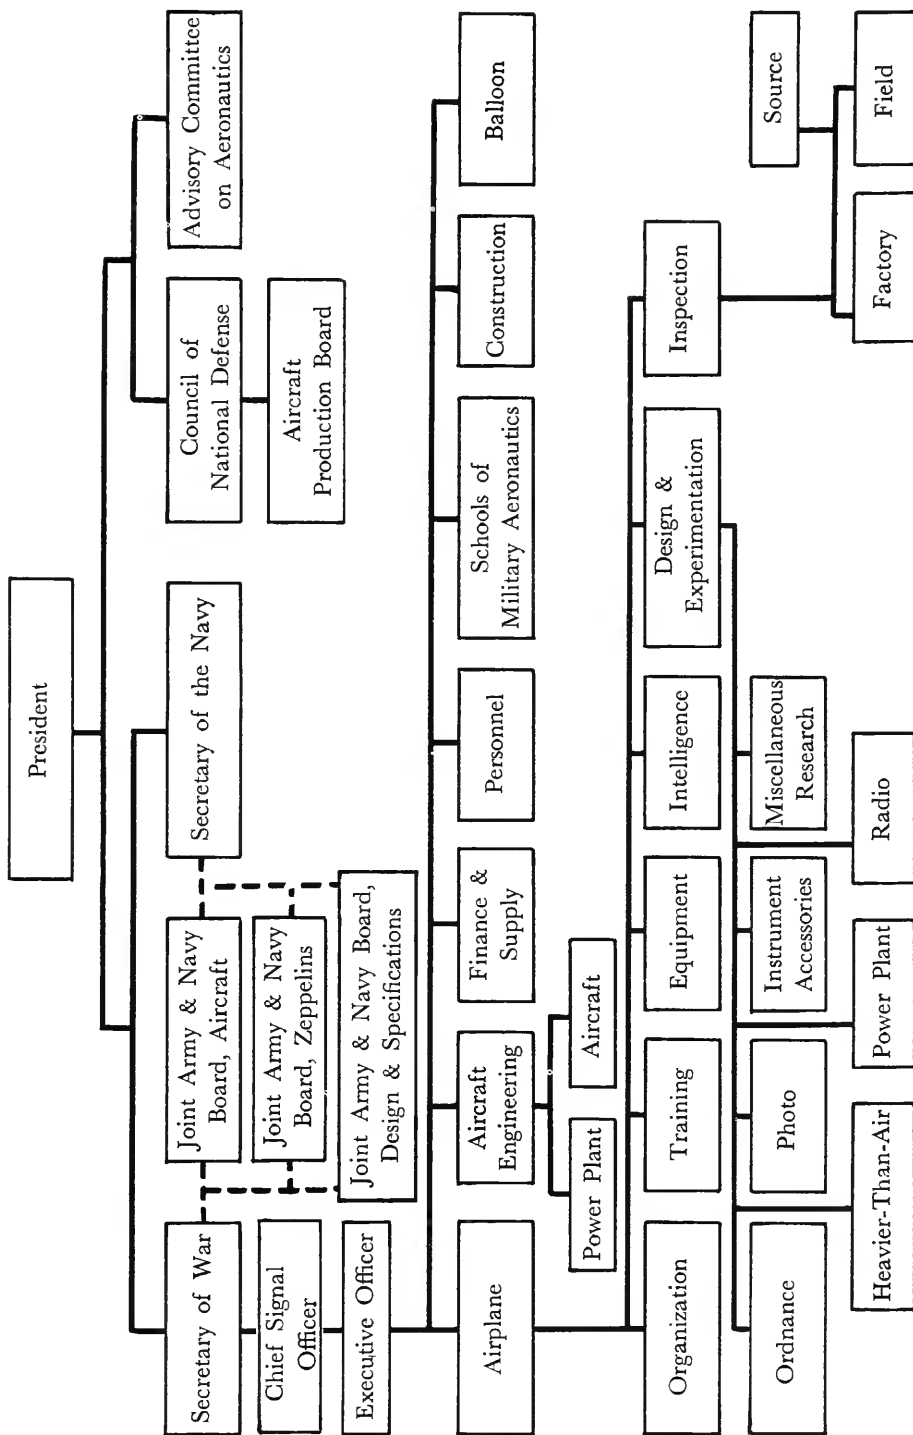 President
Secretary of War
Joint Army & Navy
Board, Aircraft
Secretary of the Navy
Council of
National Defense
Advisory Committee
on Aeronautics
Chief Signal
Officer
Joint Army & Navy
Board, Zeppelins
Aircraft
Production Board
Executive Officer
Joint Army & Navy Board,
Design & Specifications
Airplane
Aircraft
Engineering
Finance &
Supply
Personnel
Schools of
Military Aeronautics
Construction
Balloon
Power Plant
Aircraft
Organization
Training
Equipment
Intelligence
Design &
Experimentation
Inspection
Ordnance
Photo
Instrument
Accessories
Miscellaneous
Research
Source
Heavier-Than-Air
Power Plant
Radio
Factory
Field